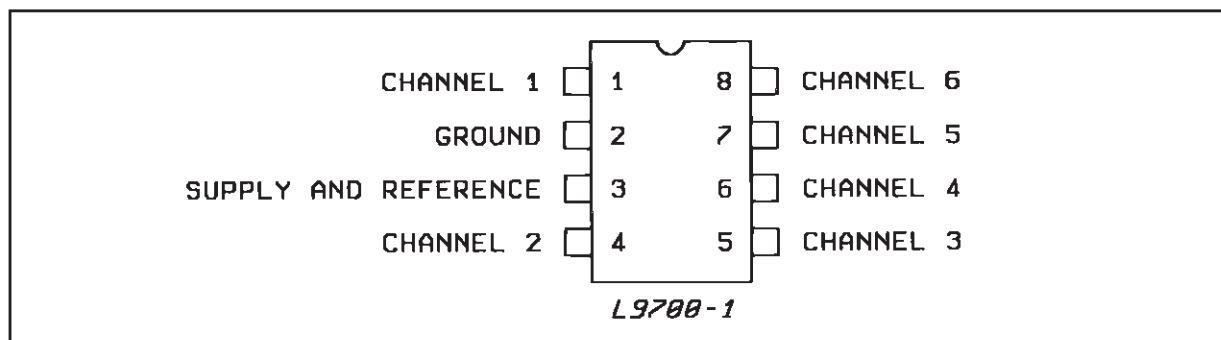 CHANNEL 1 1 8 CHANNEL 6
GROUND 2 7 CHANNEL 5
SUPPLY AND REFERENCE 3 6 CHANNEL 4
CHANNEL 2 4 5 CHANNEL 3
L9700-1